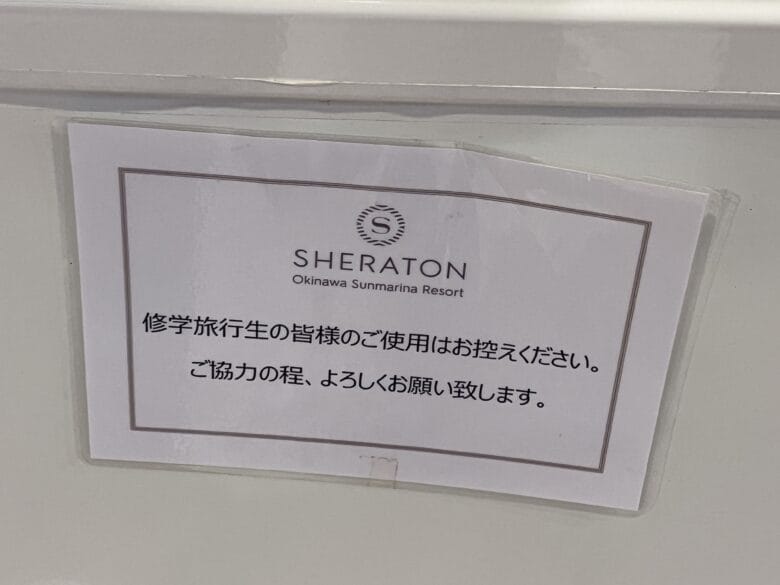 S
SHERATON
Okinawa Sunmarina Resort
修学旅行生の皆様のご使用はお控えください。
ご協力の程、よろしくお願い致します。